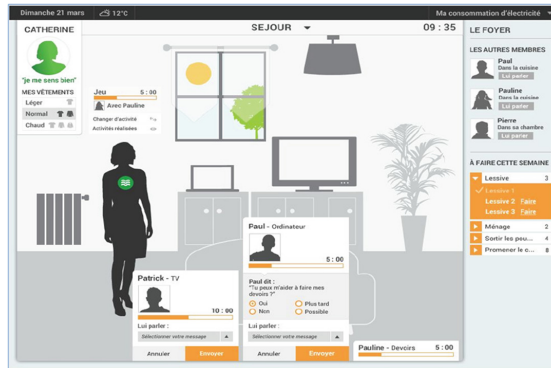 Dimanche 21 mars
12°C
Ma consommation d'électricité
CATHERINE
"je me sens bien"
MES VÊTEMENTS
Léger
Normal
Chaud
SEJOUR
09 : 35
Jeu 5 : 00
Avec Pauline
Changer d'activité
Activités réalisées
LE FOYER
LES AUTRES MEMBRES
Paul
Dans la cuisine
Lui parler
Pauline
Dans la cuisine
Lui parler
Pierre
Dans sa chambre
Lui parler
À FAIRE CETTE SEMAINE
Lessive 3
Lessive 1
Lessive 2 Faire
Lessive 3 Faire
Ménage 2
Sortir les pou... 4
Promener le c... 8
Patrick - TV
10 : 00
Lui parler :
Sélectionner votre message
Annuler Envoyer
Paul - Ordinateur
5 : 00
Paul dit :
"Tu peux m'aider à faire mes
devoirs ?"
Oui Plus tard
Non Possible
Lui parler :
Sélectionner votre message
Annuler Envoyer
Pauline - Devoirs 5 : 00